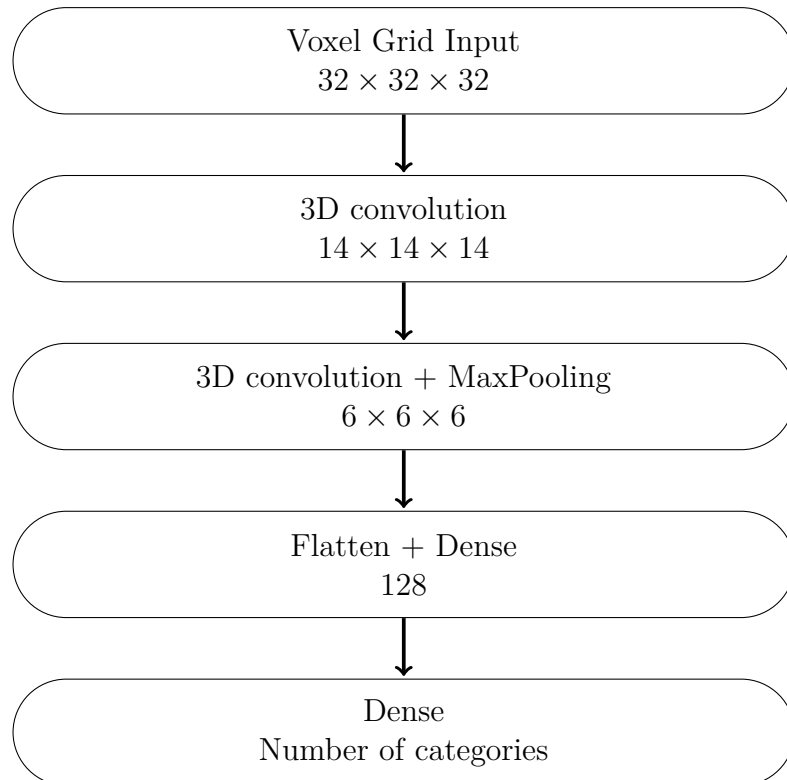 Voxel Grid Input
32 × 32 × 32
3D convolution
14 × 14 × 14
3D convolution + MaxPooling
6 × 6 × 6
Flatten + Dense
128
Dense
Number of categories